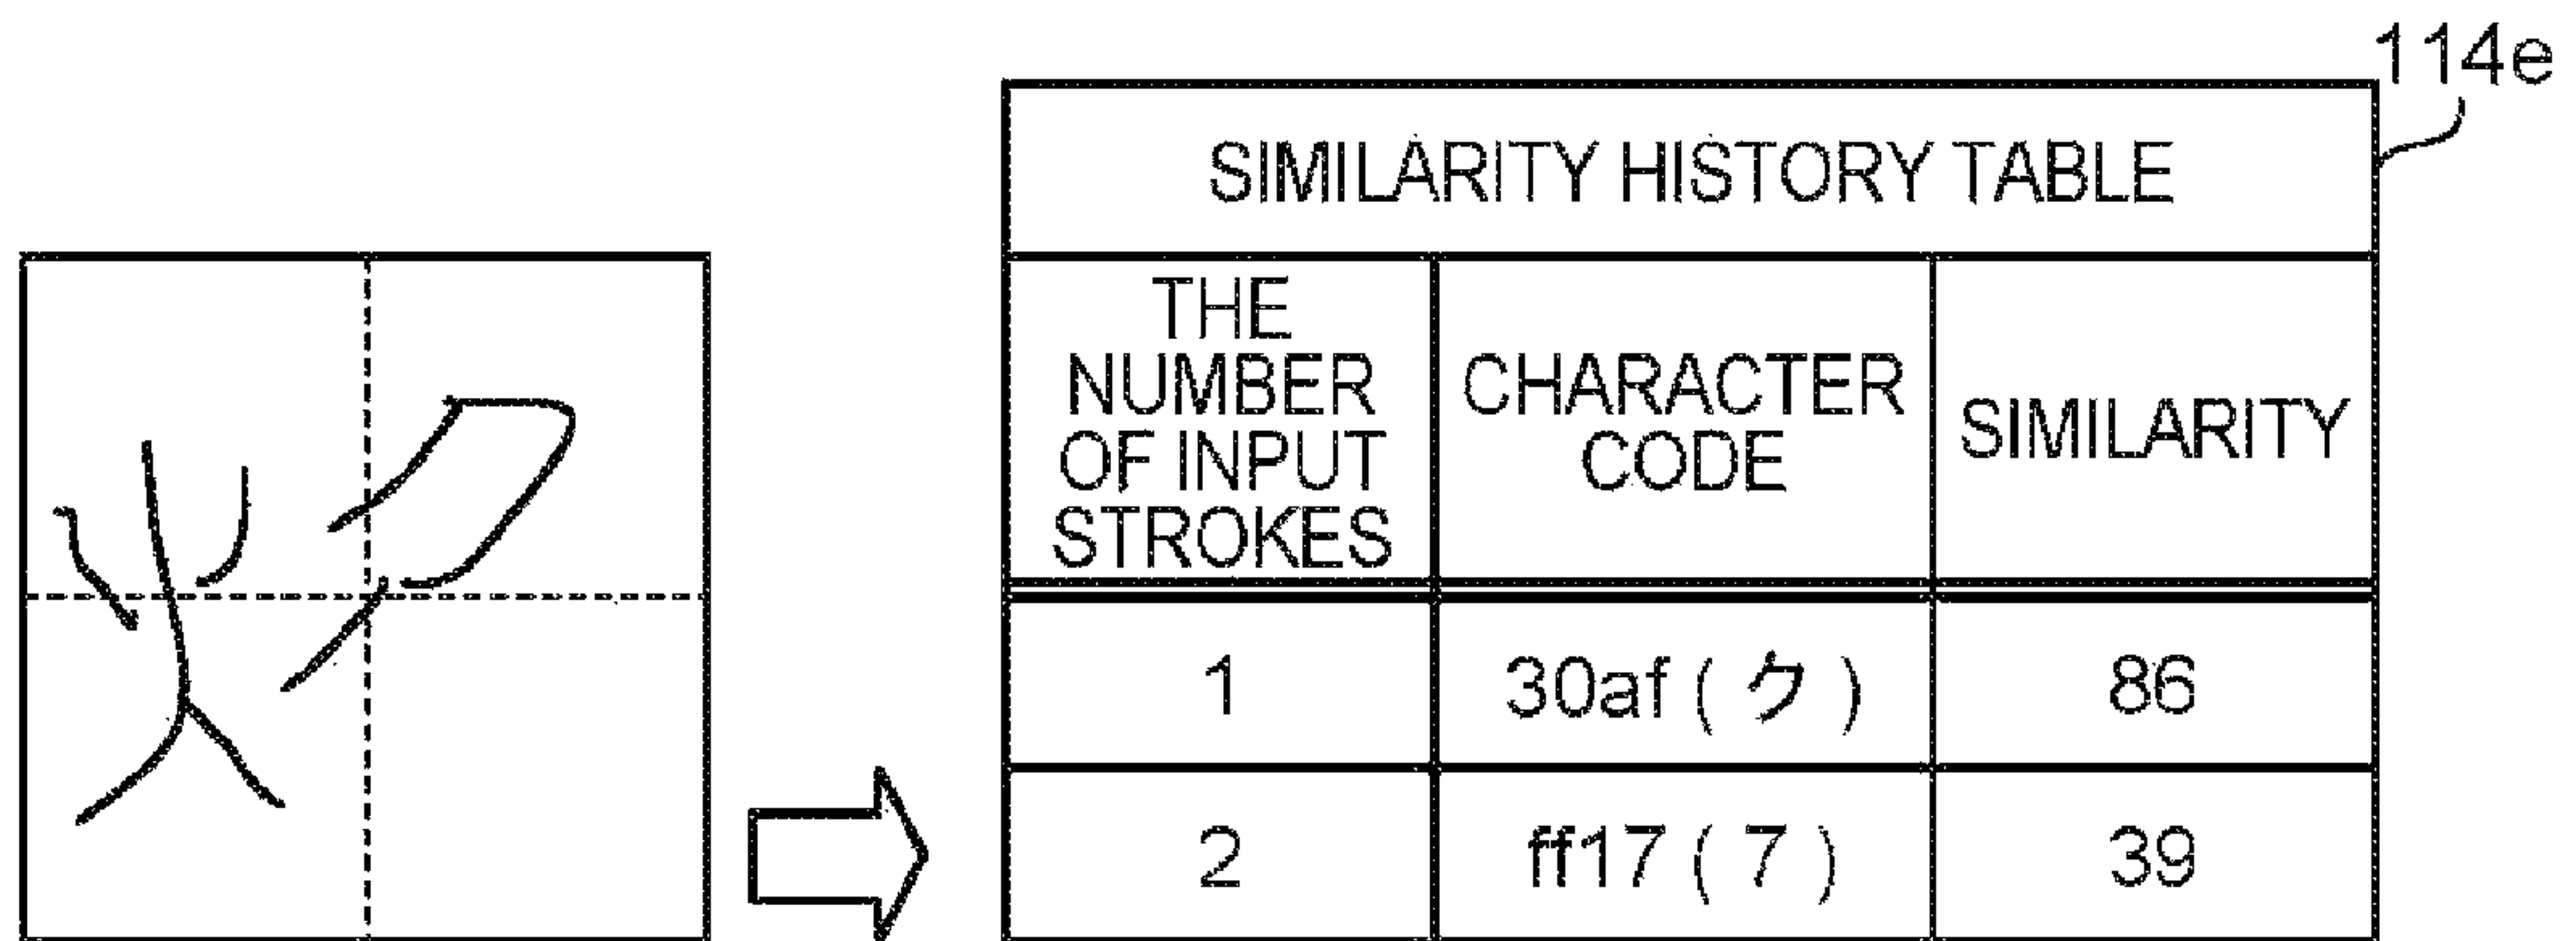 114e
SIMILARITY HISTORY TABLE
THE
NUMBER
OF INPUT
STROKES
CHARACTER
CODE
SIMILARITY
1
30af ( ク )
86
2
ff17 ( 7 )
39